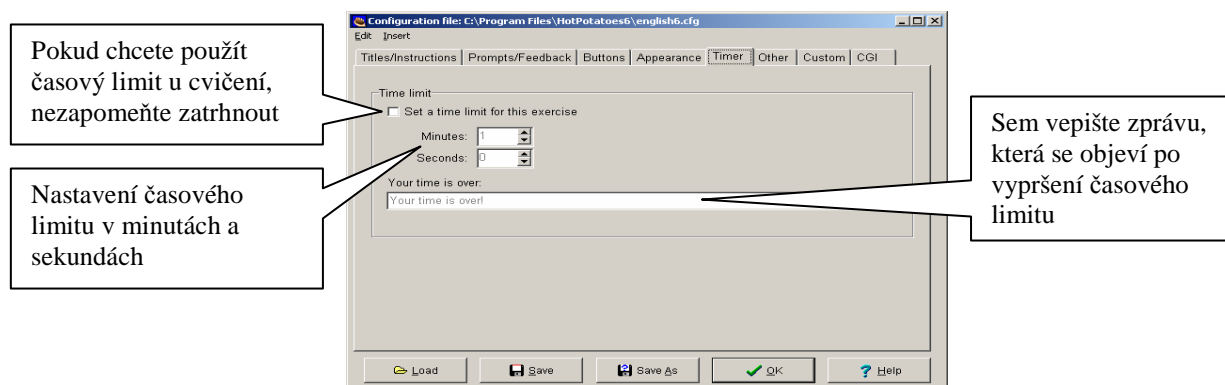 Pokud chcete použít
časový limit u cvičení,
nezapomeňte zatrhnout
Nastavení časového
limitu v minutách a
sekundách
Configuration file: C:\Program Files\HotPotatoes6\english6.cfg
Edit Insert
Titles/Instructions Prompts/Feedback Buttons Appearance Timer Other Custom CGI
Time limit
Set a time limit for this exercise
Minutes: 1
Seconds: 0
Your time is over:
Your time is over!
Load Save Save As OK Help
Sem vepište zprávu,
která se objeví po
vypršení časového
limitu